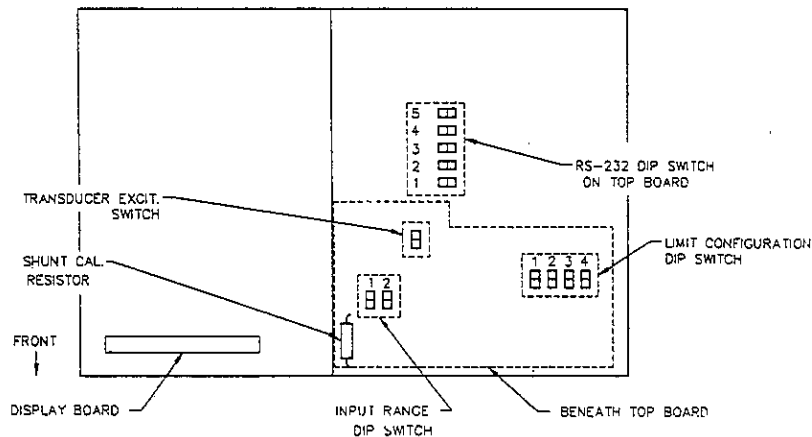 5
4
3
2
1
RS-232 DIP SWITCH
ON TOP BOARD
TRANSDUCER EXCIT.
SWITCH
LIMIT CONFIGURATION
DIP SWITCH
1 2 3 4
SHUNT CAL.
RESISTOR
1 2
FRONT
DISPLAY BOARD
INPUT RANGE
DIP SWITCH
BENEATH TOP BOARD